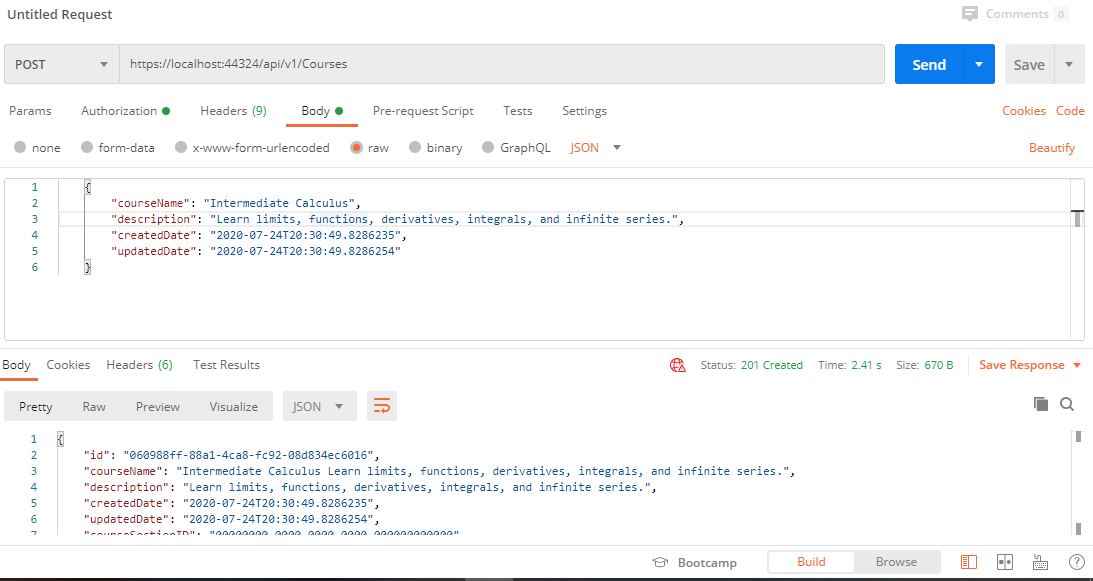 Untitled Request
Comments 0
POST https://localhost:44324/api/v1/Courses Send Save
Params Authorization Headers (9) Body Pre-request Script Tests Settings Cookies Code
none form-data x-www-form-urlencoded raw binary GraphQL JSON Beautify
1 {
2 "courseName": "Intermediate Calculus",
3 "description": "Learn limits, functions, derivatives, integrals, and infinite series.",
4 "createdDate": "2020-07-24T20:30:49.8286235",
5 "updatedDate": "2020-07-24T20:30:49.8286254"
6 }
Body Cookies Headers (6) Test Results Status: 201 Created Time: 2.41 s Size: 670 B Save Response
Pretty Raw Preview Visualize JSON
1 {
2 "id": "060988ff-88a1-4ca8-fc92-08d834ec6016",
3 "courseName": "Intermediate Calculus Learn limits, functions, derivatives, integrals, and infinite series.",
4 "description": "Learn limits, functions, derivatives, integrals, and infinite series.",
5 "createdDate": "2020-07-24T20:30:49.8286235",
6 "updatedDate": "2020-07-24T20:30:49.8286254",
7 "courseSectionID": "00000000-0000-0000-0000-000000000000"
Bootcamp Build Browse